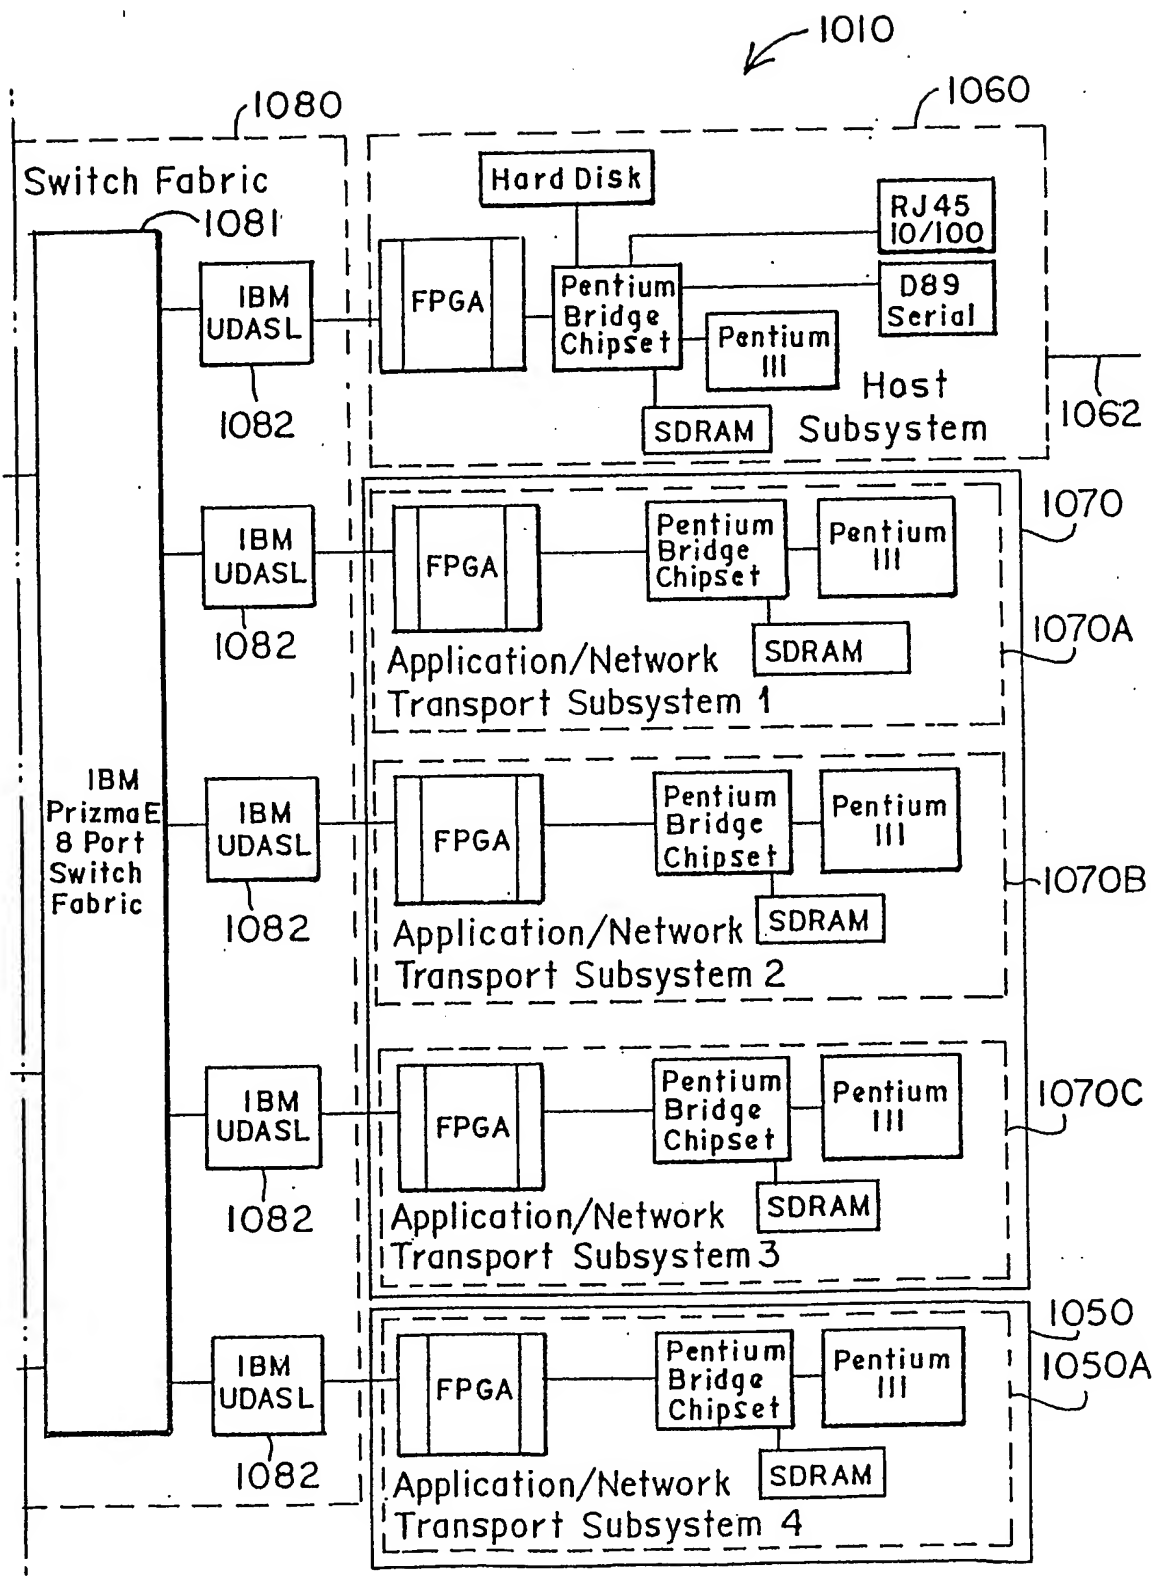 1010
1080
1060
Switch Fabric
1081
Hard Disk
RJ45
10/100
IBM
UDASL
FPGA
Pentium
Bridge
Chipset
D89
Serial
Pentium
III
1082
SDRAM
Host
Subsystem
1062
1070
IBM
UDASL
FPGA
Pentium
Bridge
Chipset
Pentium
III
1082
SDRAM
1070A
Application/Network
Transport Subsystem 1
IBM
PrizmaE
8 Port
Switch
Fabric
IBM
UDASL
FPGA
Pentium
Bridge
Chipset
Pentium
III
1070B
1082
SDRAM
Application/Network
Transport Subsystem 2
IBM
UDASL
FPGA
Pentium
Bridge
Chipset
Pentium
III
1070C
1082
SDRAM
Application/Network
Transport Subsystem 3
1050
IBM
UDASL
FPGA
Pentium
Bridge
Chipset
Pentium
III
1050A
1082
SDRAM
Application/Network
Transport Subsystem 4